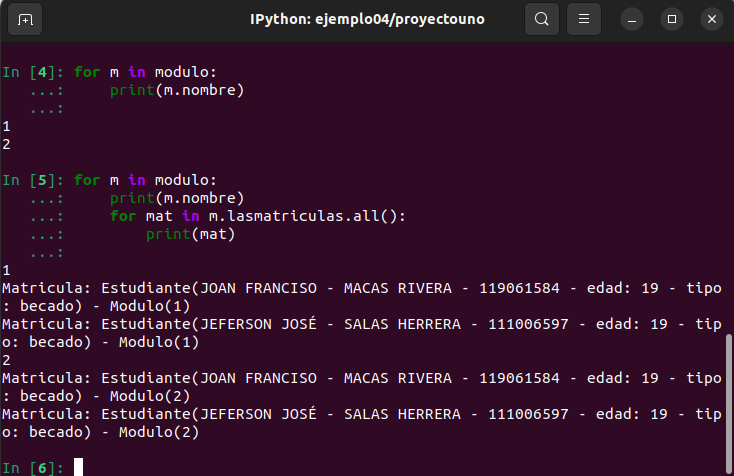 IPython: ejemplo04/proyectouno
In [4]: for m in modulo:
   ...:     print(m.nombre)
   ...:
1
2
In [5]: for m in modulo:
   ...:     print(m.nombre)
   ...:     for mat in m.lasmatriculas.all():
   ...:         print(mat)
   ...:
1
Matricula: Estudiante(JOAN FRANCISO - MACAS RIVERA - 119061584 - edad: 19 - tipo
: becado) - Modulo(1)
Matricula: Estudiante(JEFERSON JOSÉ - SALAS HERRERA - 111006597 - edad: 19 - tip
o: becado) - Modulo(1)
2
Matricula: Estudiante(JOAN FRANCISO - MACAS RIVERA - 119061584 - edad: 19 - tipo
: becado) - Modulo(2)
Matricula: Estudiante(JEFERSON JOSÉ - SALAS HERRERA - 111006597 - edad: 19 - tip
o: becado) - Modulo(2)
In [6]: